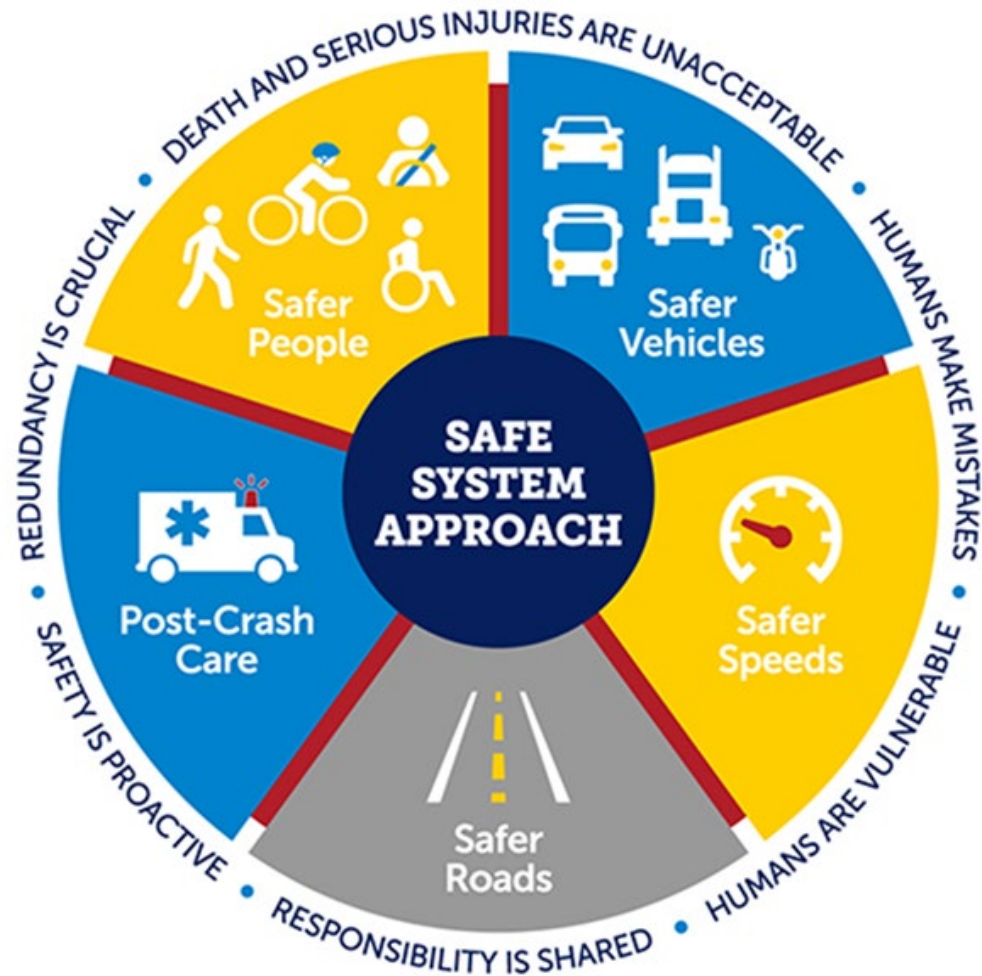 DEATH AND SERIOUS INJURIES ARE UNACCEPTABLE
HUMANS MAKE MISTAKES
HUMANS ARE VULNERABLE
RESPONSIBILITY IS SHARED
SAFETY IS PROACTIVE
REDUNDANCY IS CRUCIAL
Safer
People
Safer
Vehicles
SAFE
SYSTEM
APPROACH
Post-Crash
Care
Safer
Speeds
Safer
Roads